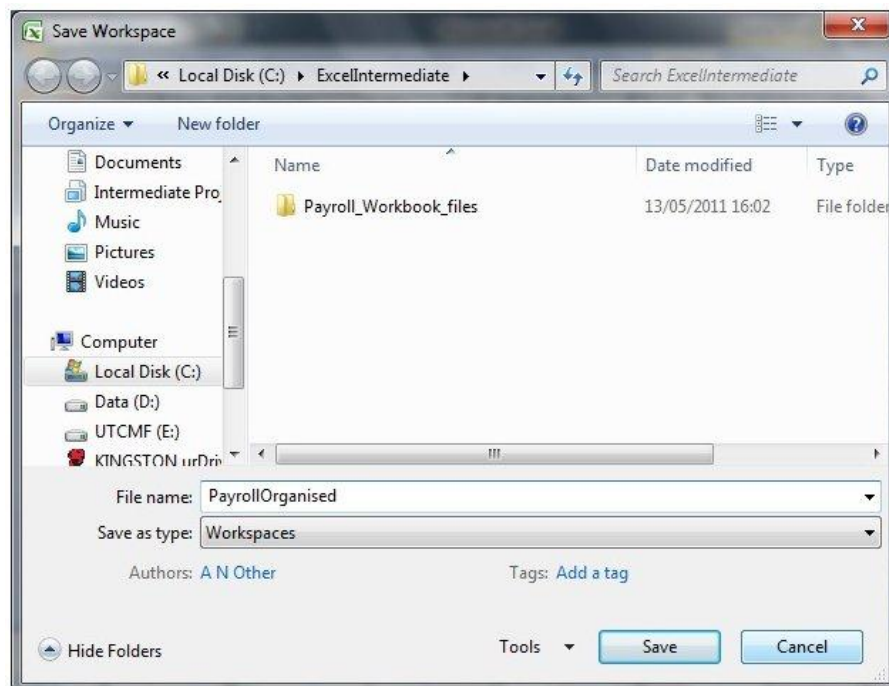 Save Workspace
« Local Disk (C:) ExcelIntermediate Search ExcelIntermediate
Organize New folder
Documents
Intermediate Proj
Music
Pictures
Videos
Computer
Local Disk (C:)
Data (D:)
UTCMF (E:)
KINGSTON urDriv
Name Date modified Type
Payroll_Workbook_files 13/05/2011 16:02 File folder
File name: PayrollOrganised
Save as type: Workspaces
Authors: A N Other Tags: Add a tag
Hide Folders Tools Save Cancel